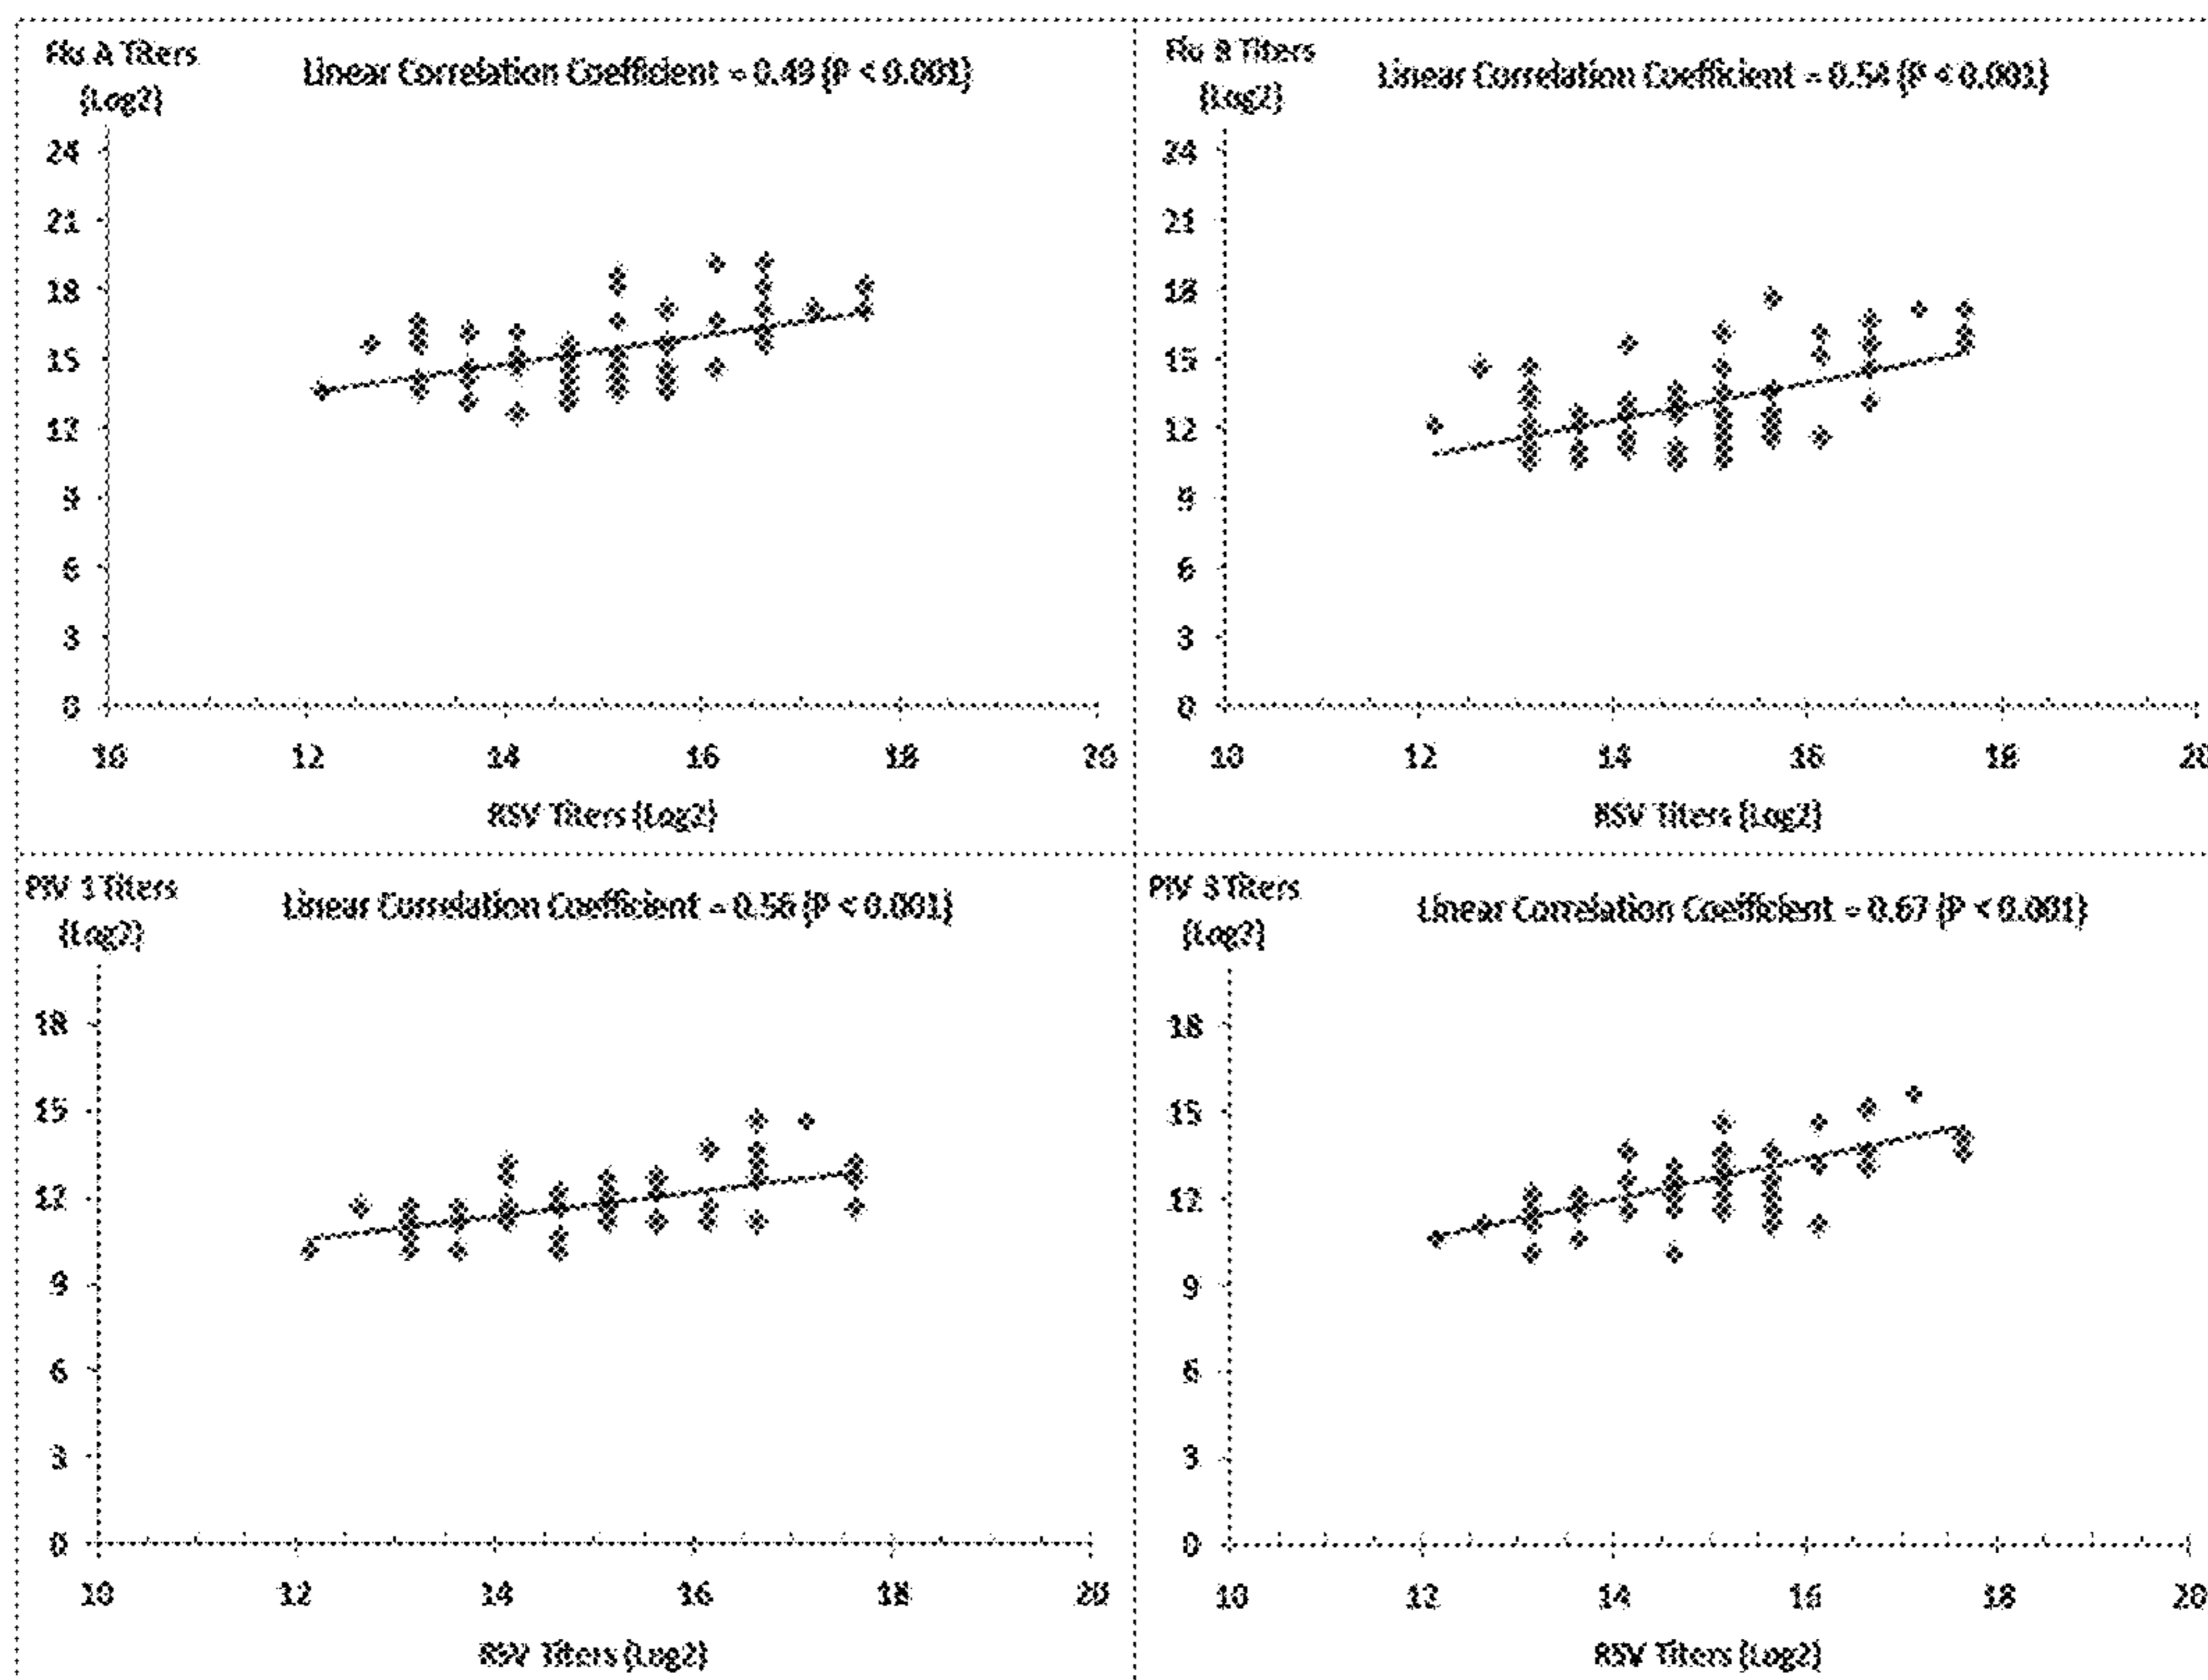 Flu A Titers
(Log2)
Linear Correlation Coefficient = 0.49 (P < 0.001)
24
21
18
15
12
9
6
3
0
10 12 14 16 18 20
RSV Titers (Log2)
Flu B Titers
(Log2)
Linear Correlation Coefficient = 0.54 (P < 0.001)
24
21
18
15
12
9
6
3
0
10 12 14 16 18 20
RSV Titers (Log2)
PIV 1 Titers
(Log2)
Linear Correlation Coefficient = 0.56 (P < 0.001)
18
15
12
9
6
3
0
10 12 14 16 18 20
RSV Titers (Log2)
PIV 3 Titers
(Log2)
Linear Correlation Coefficient = 0.67 (P < 0.001)
18
15
12
9
6
3
0
10 12 14 16 18 20
RSV Titers (Log2)